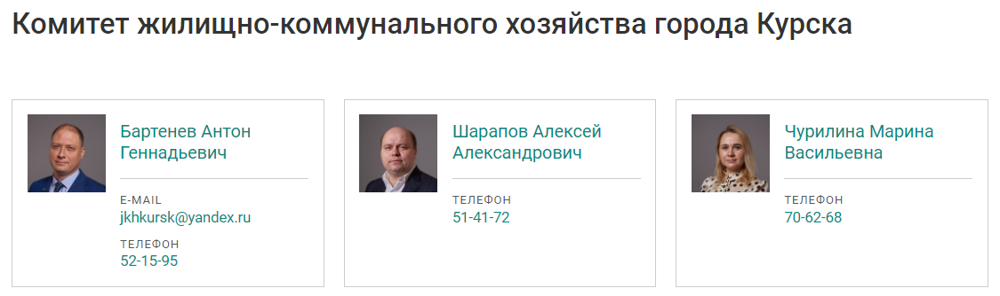 Комитет жилищно-коммунального хозяйства города Курска
Бартенев Антон
Геннадьевич
E-MAIL
jkhkursk@yandex.ru
ТЕЛЕФОН
52-15-95
Шарапов Алексей
Александрович
ТЕЛЕФОН
51-41-72
Чурилина Марина
Васильевна
ТЕЛЕФОН
70-62-68